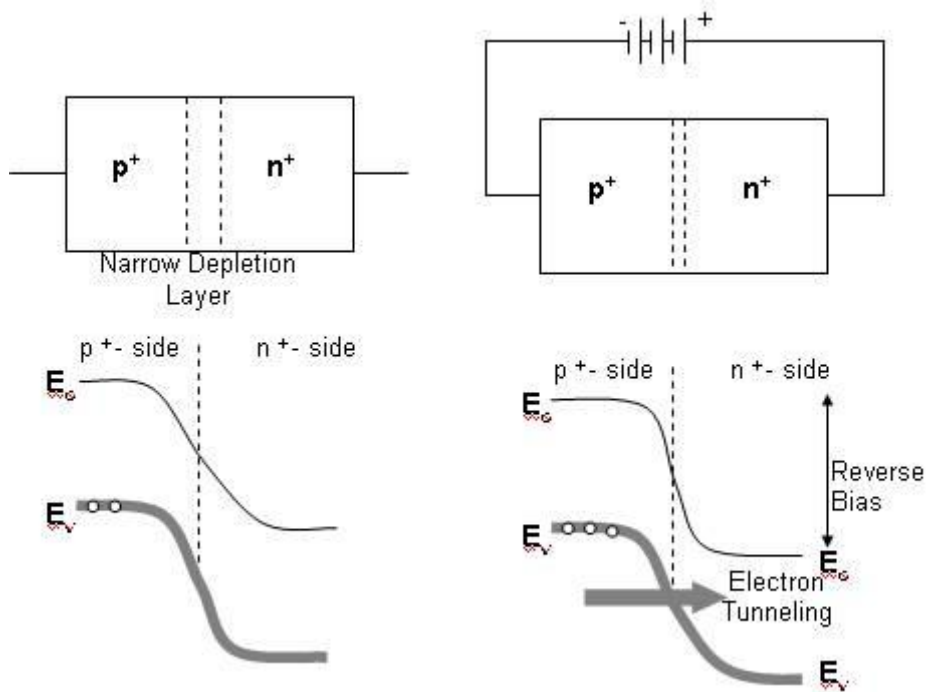 - +
p+ n+
Narrow Depletion
Layer
p+ n+
p +- side n +- side
Ec
Ev
p +- side n +- side
Ec
Reverse
Bias
Ev
Ec
Electron
Tunneling
Ev